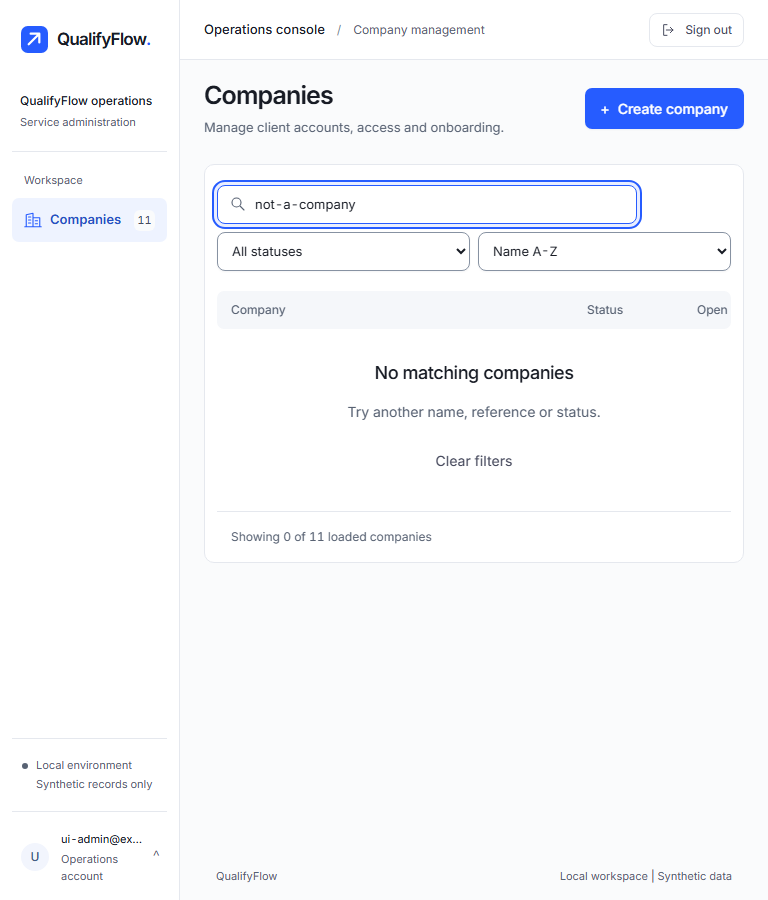 QualifyFlow.
Operations console / Company management
Sign out
QualifyFlow operations
Service administration
Workspace
Companies 11
Companies
Manage client accounts, access and onboarding.
+ Create company
not-a-company
All statuses
Name A-Z
Company Status Open
No matching companies
Try another name, reference or status.
Clear filters
Showing 0 of 11 loaded companies
Local environment
Synthetic records only
U
ui-admin@ex...
Operations
account
^
QualifyFlow
Local workspace | Synthetic data